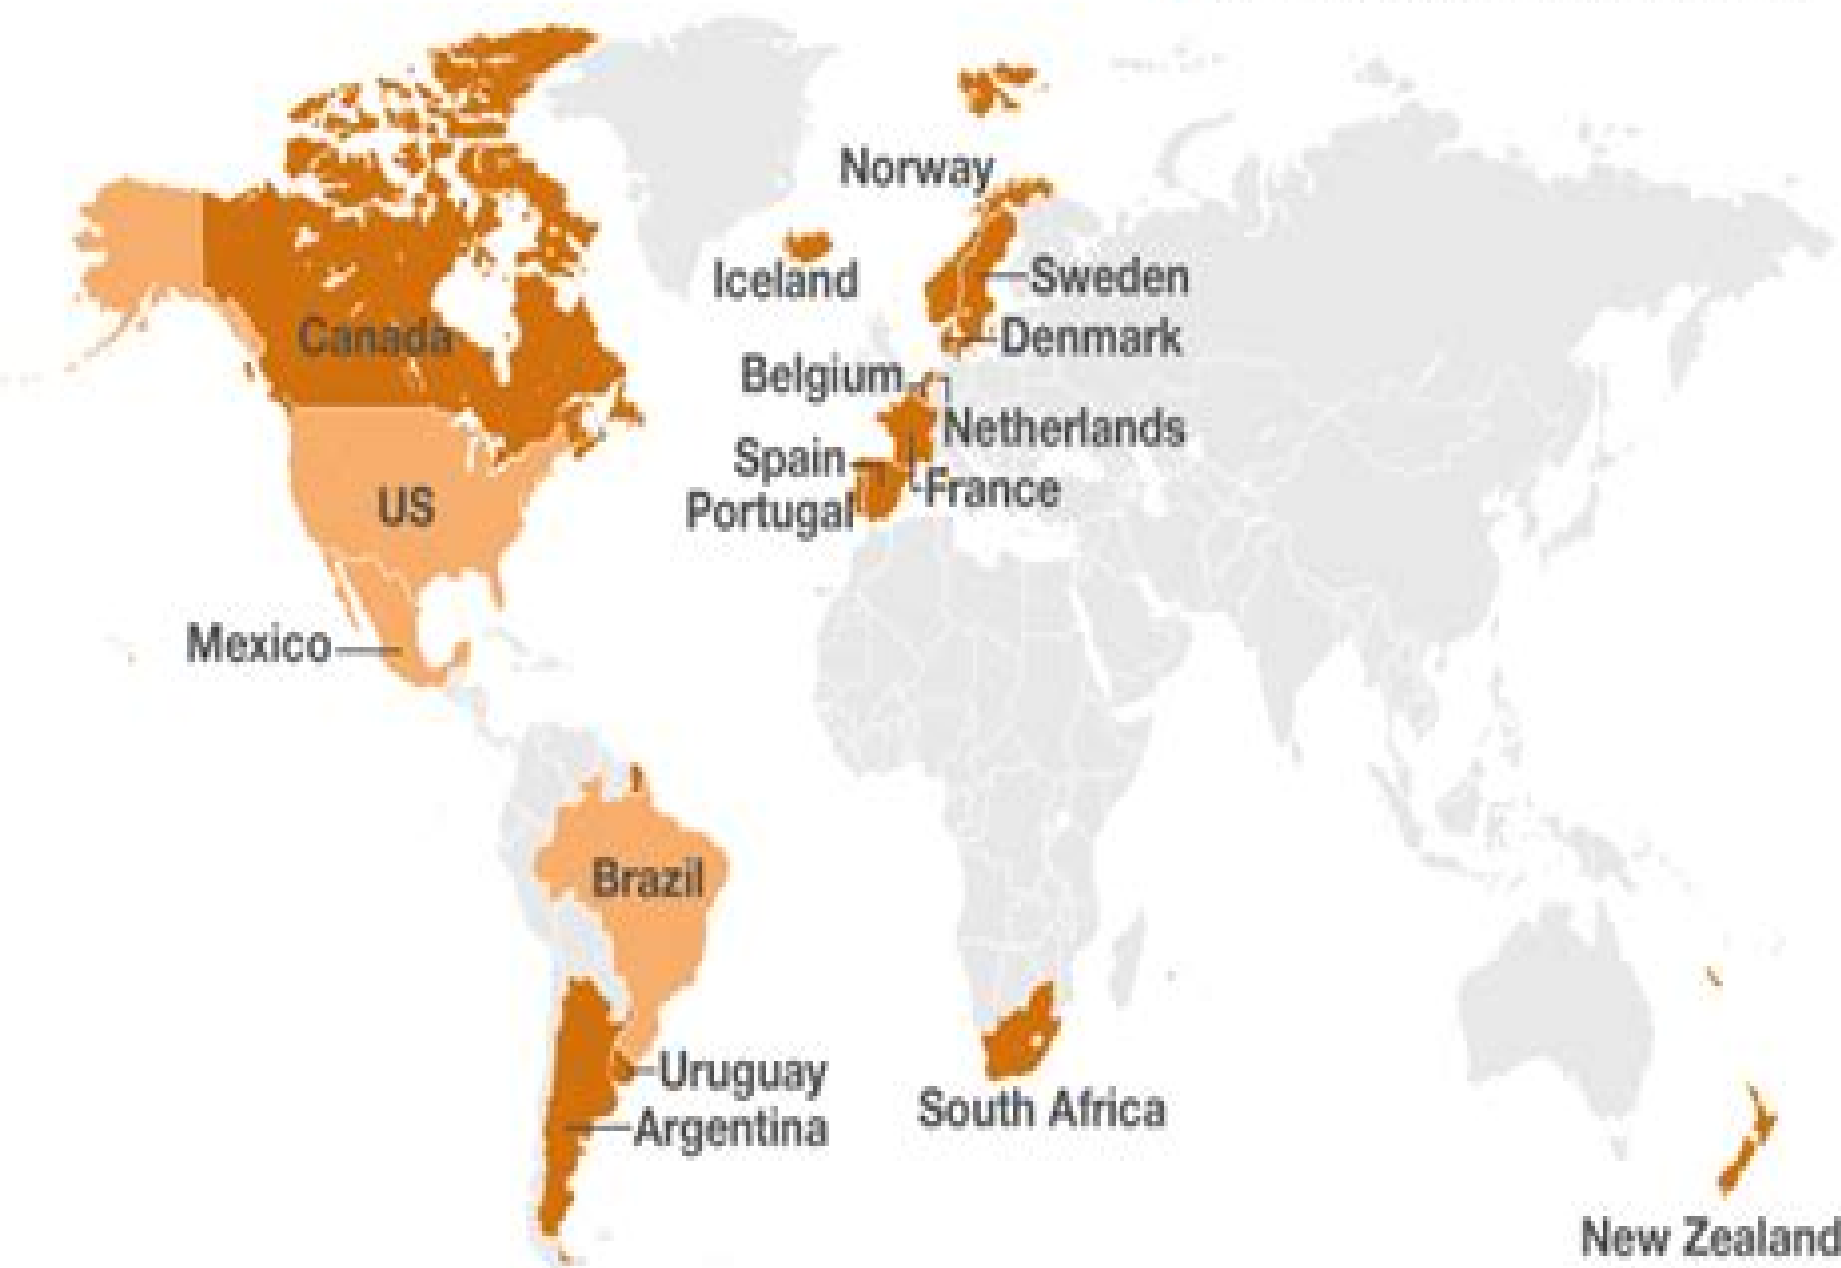 Norway
Iceland
Sweden
Canada
Denmark
Belgium
Netherlands
Spain
France
US
Portugal
Mexico
Brazil
Uruguay
South Africa
Argentina
New Zealand